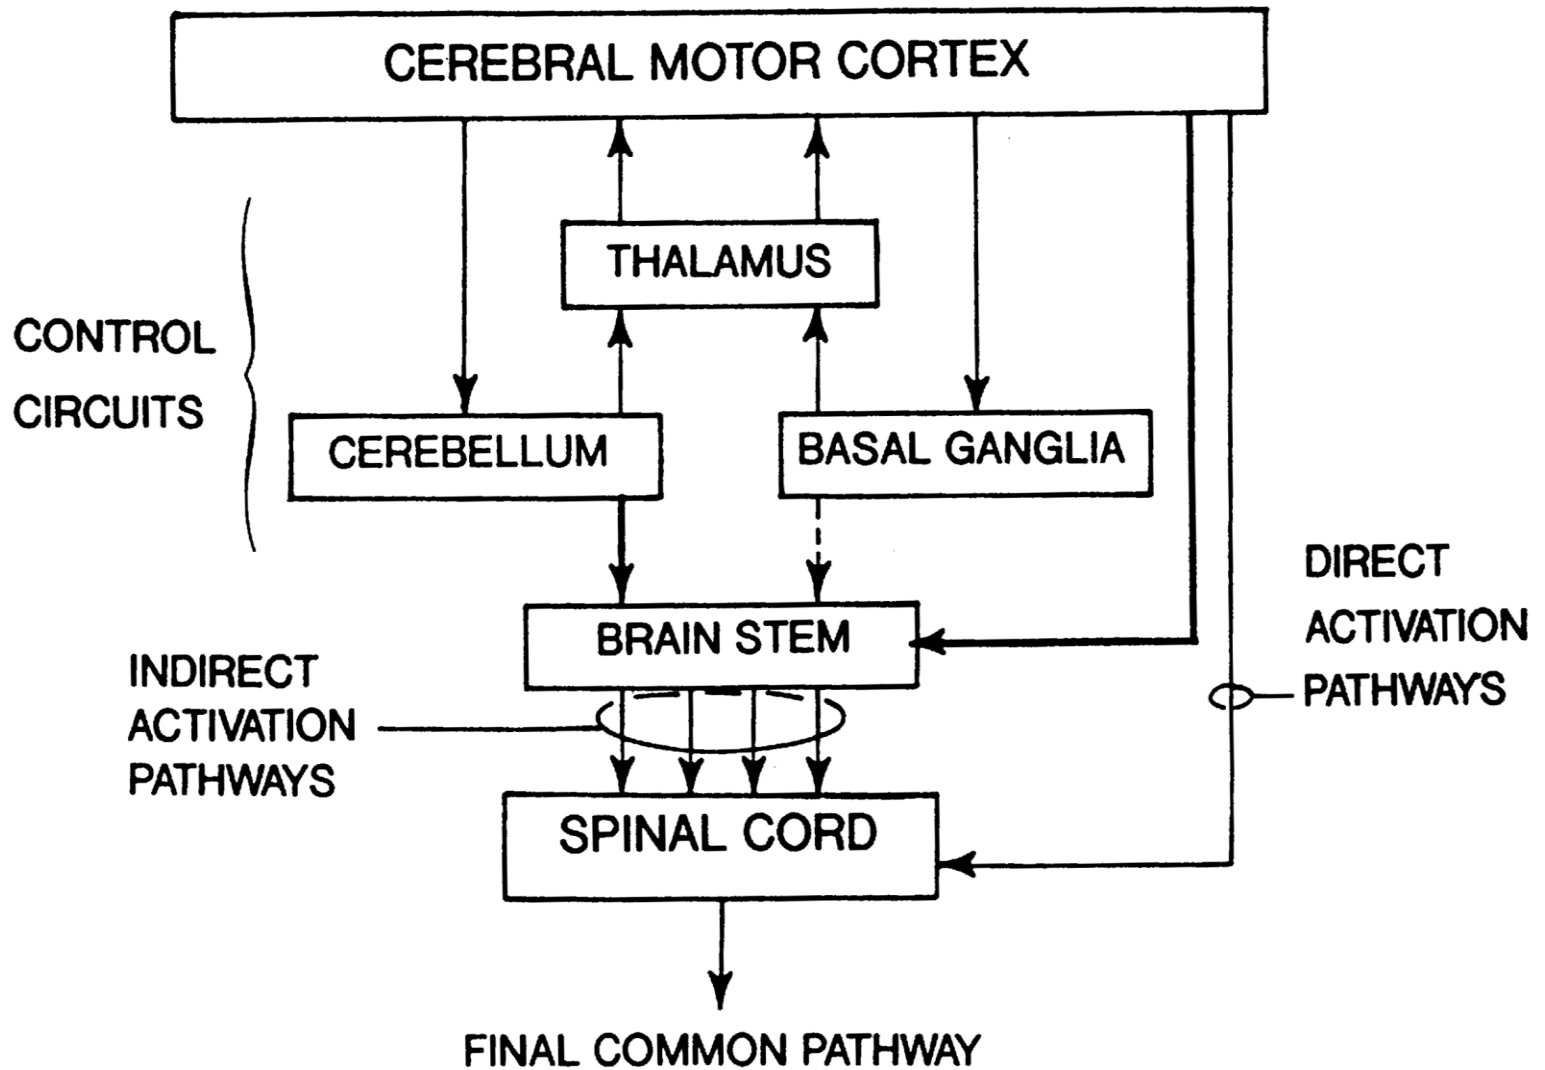 CEREBRAL MOTOR CORTEX
THALAMUS
CONTROL
CIRCUITS
CEREBELLUM
BASAL GANGLIA
BRAIN STEM
DIRECT
ACTIVATION
PATHWAYS
INDIRECT
ACTIVATION
PATHWAYS
SPINAL CORD
FINAL COMMON PATHWAY